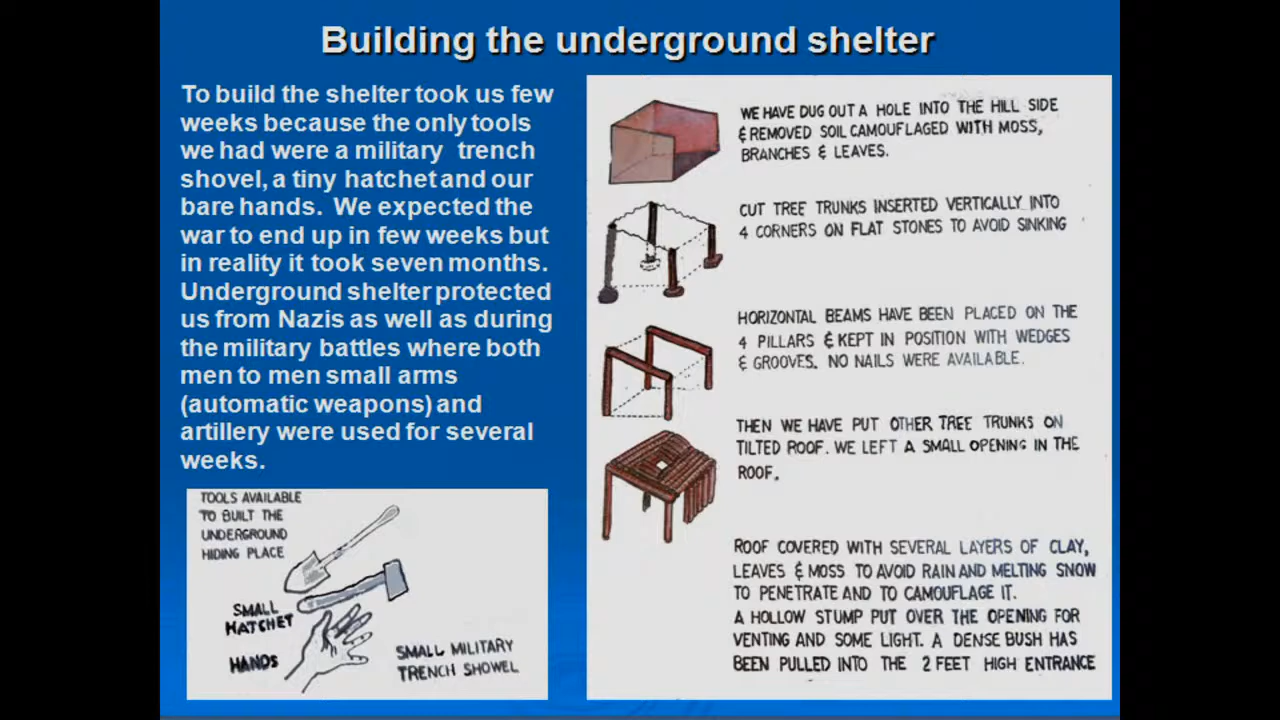 Building the underground shelter
To build the shelter took us few
weeks because the only tools
we had were a military trench
shovel, a tiny hatchet and our
bare hands. We expected the
war to end up in few weeks but
in reality it took seven months.
Underground shelter protected
us from Nazis as well as during
the military battles where both
men to men small arms
(automatic weapons) and
artillery were used for several
weeks.
TOOLS AVAILABLE
TO BUILT THE
UNDERGROUND
HIDING PLACE
SMALL
HATCHET
HANDS
SMALL MILITARY
TRENCH SHOWEL
WE HAVE DUG OUT A HOLE INTO THE HILL SIDE
& REMOVED SOIL CAMOUFLAGED WITH MOSS,
BRANCHES & LEAVES.
CUT TREE TRUNKS INSERTED VERTICALLY INTO
4 CORNERS ON FLAT STONES TO AVOID SINKING
HORIZONTAL BEAMS HAVE BEEN PLACED ON THE
4 PILLARS & KEPT IN POSITION WITH WEDGES
& GROOVES. NO NAILS WERE AVAILABLE.
THEN WE HAVE PUT OTHER TREE TRUNKS ON
TILTED ROOF. WE LEFT A SMALL OPENING IN THE
ROOF.
ROOF COVERED WITH SEVERAL LAYERS OF CLAY,
LEAVES & MOSS TO AVOID RAIN AND MELTING SNOW
TO PENETRATE AND TO CAMOUFLAGE IT.
A HOLLOW STUMP PUT OVER THE OPENING FOR
VENTING AND SOME LIGHT. A DENSE BUSH HAS
BEEN PULLED INTO THE 2 FEET HIGH ENTRANCE